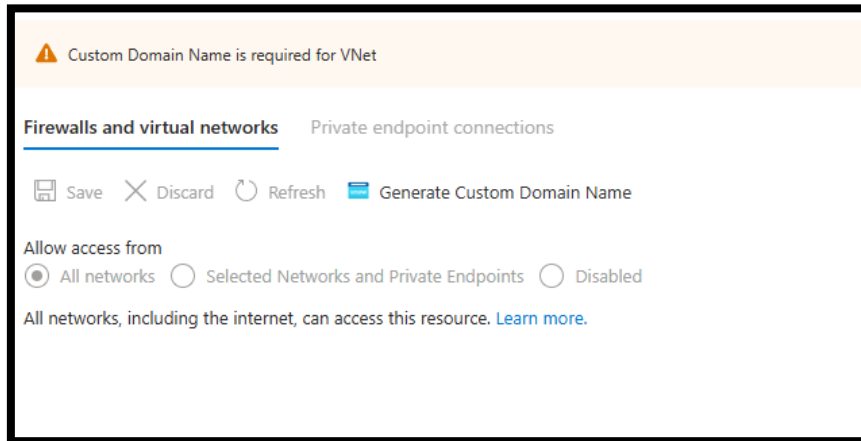 Custom Domain Name is required for VNet
Firewalls and virtual networks Private endpoint connections
Save Discard Refresh Generate Custom Domain Name
Allow access from
All networks Selected Networks and Private Endpoints Disabled
All networks, including the internet, can access this resource. Learn more.